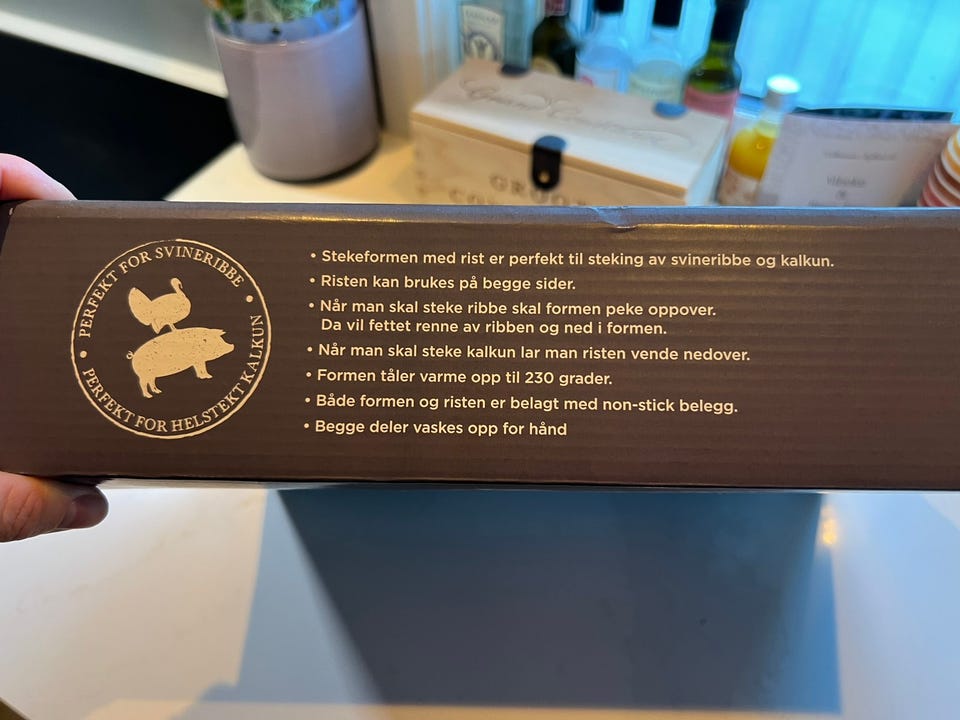 PERFEKT FOR SVINERIBBE
PERFEKT FOR HELSTEKT KALKUN
• Stekeformen med rist er perfekt til steking av svineribbe og kalkun.
• Risten kan brukes på begge sider.
• Når man skal steke ribbe skal formen peke oppover.
Da vil fettet renne av ribben og ned i formen.
• Når man skal steke kalkun lar man risten vende nedover.
• Formen tåler varme opp til 230 grader.
• Både formen og risten er belagt med non-stick belegg.
• Begge deler vaskes opp for hånd